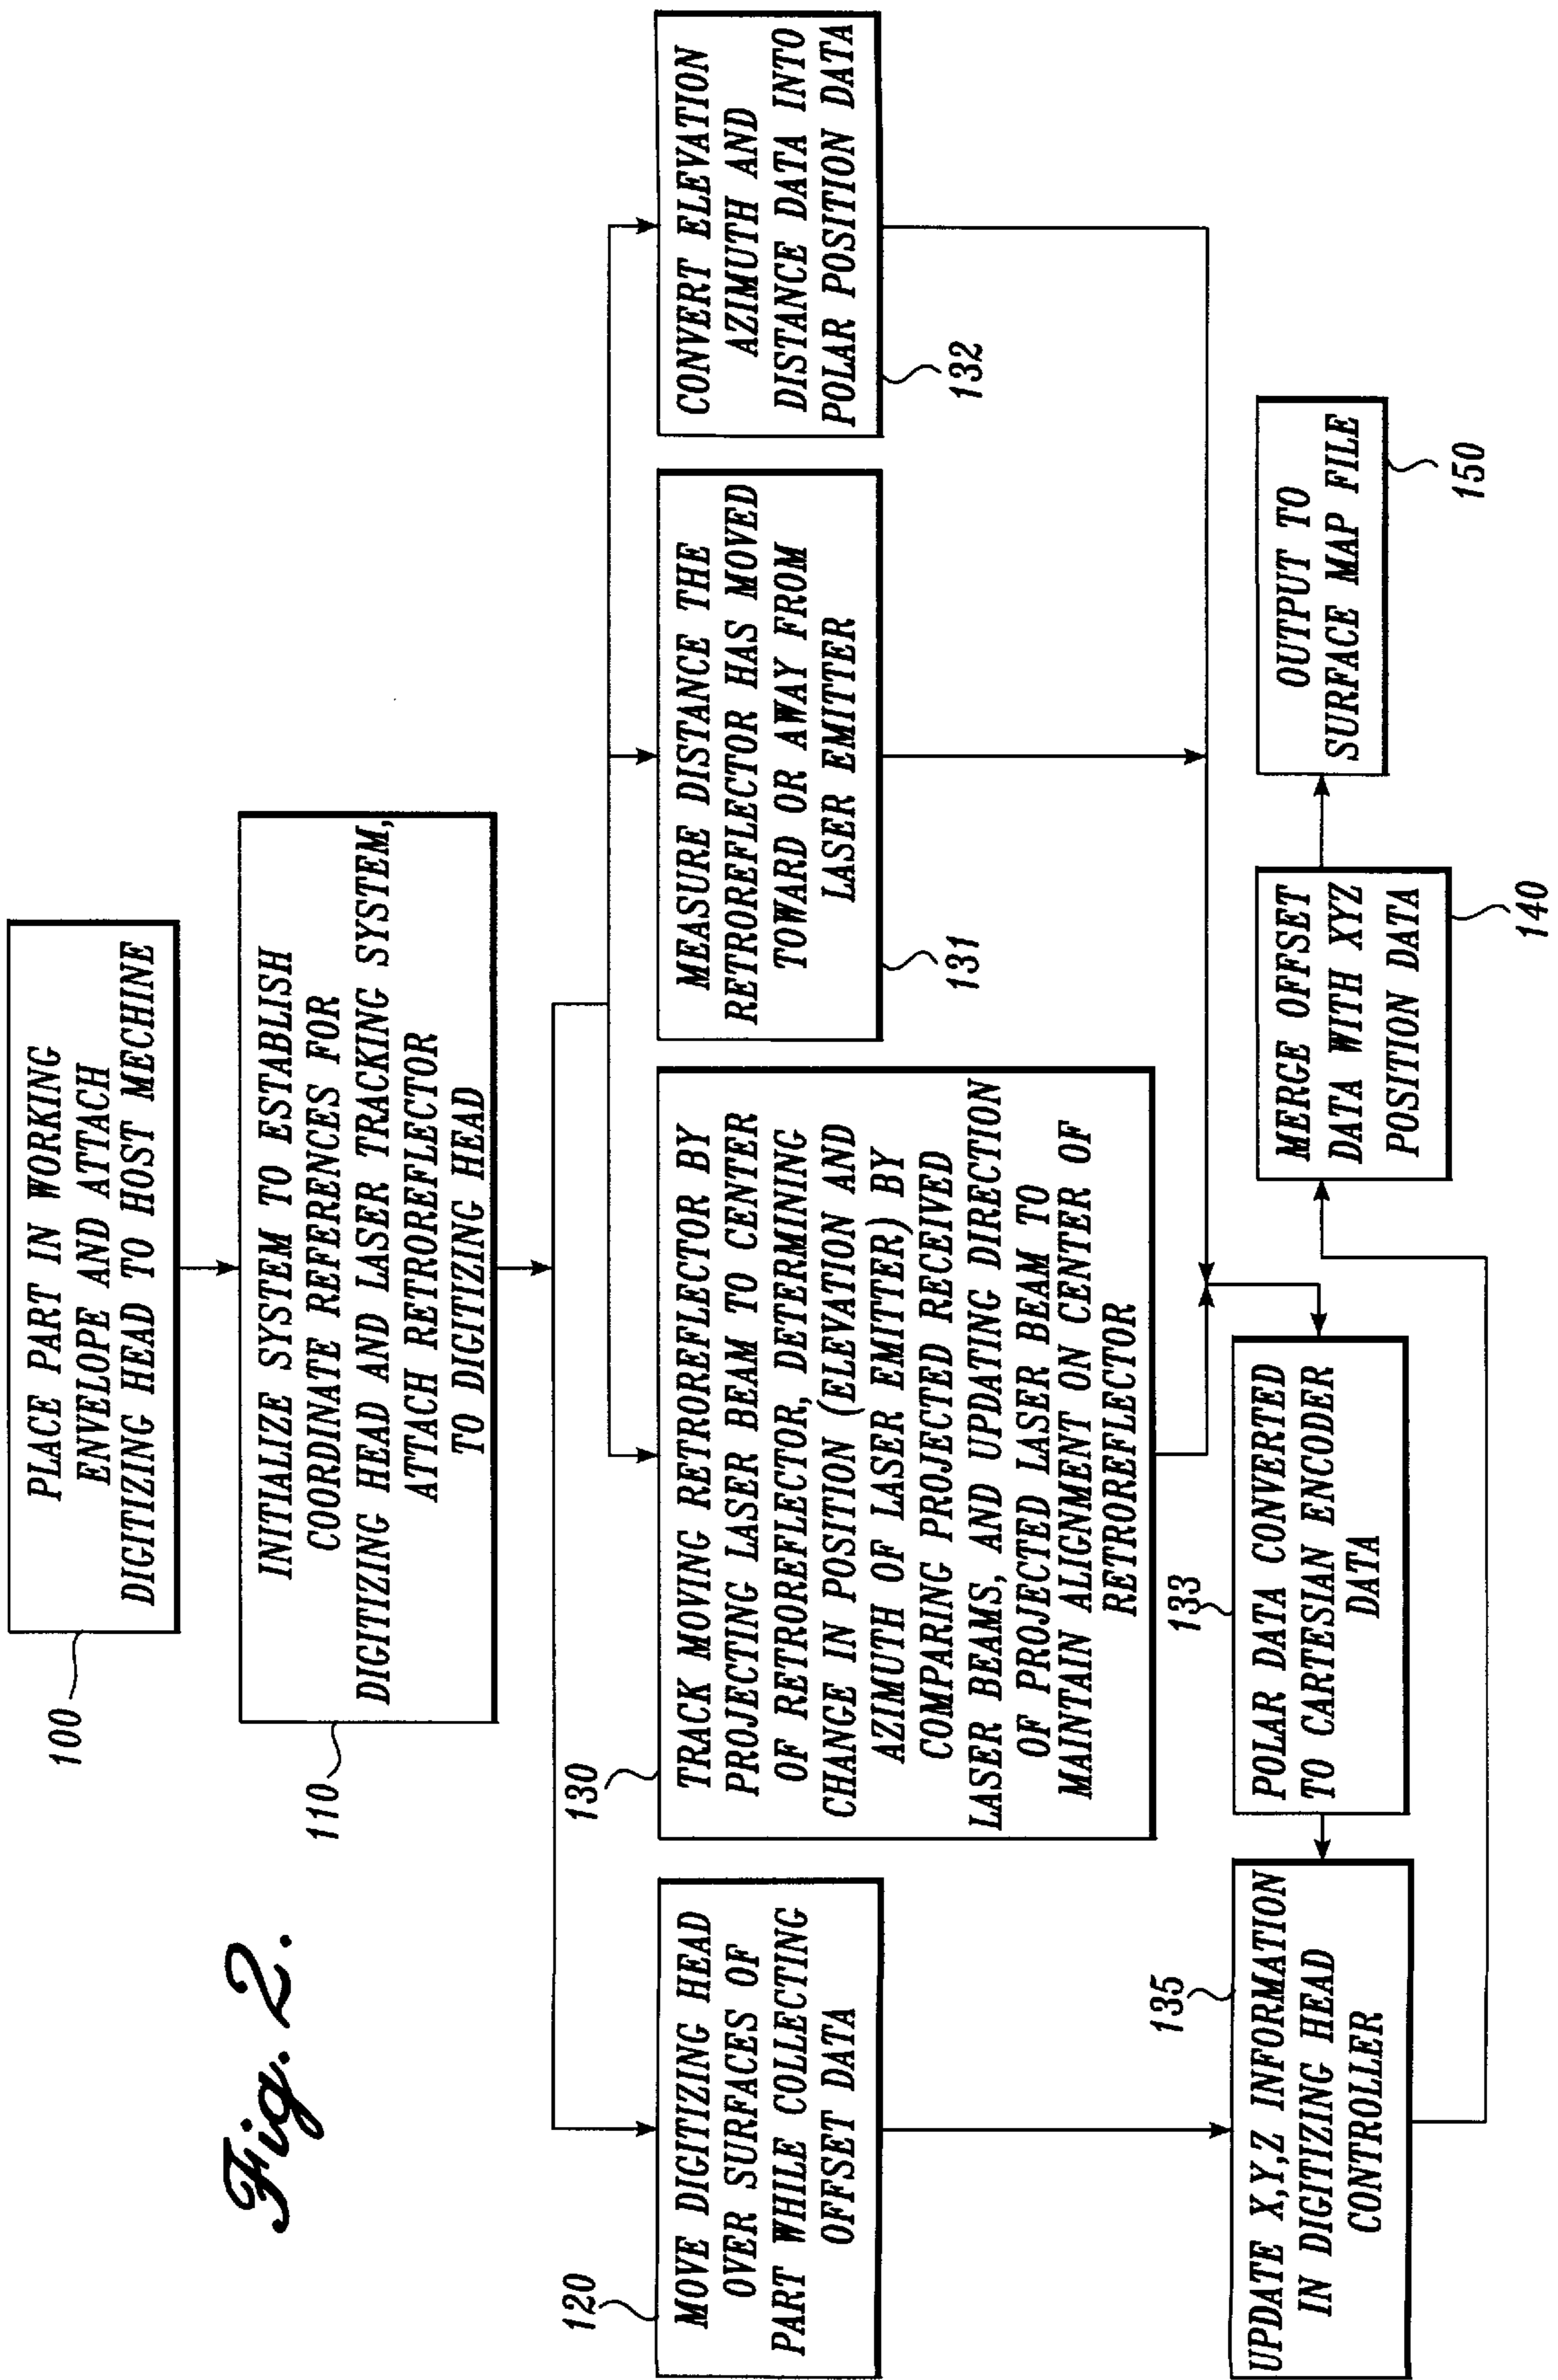 Fig. 2.
PLACE PART IN WORKING
ENVELOPE AND ATTACH
DIGITIZING HEAD TO HOST MECHINE
100
INITIALIZE SYSTEM TO ESTABLISH
COORDINATE REFERENCES FOR
DIGITIZING HEAD AND LASER TRACKING SYSTEM,
ATTACH RETROREFLECTOR
TO DIGITIZING HEAD
110
120
MOVE DIGITIZING HEAD
OVER SURFACES OF
PART WHILE COLLECTING
OFFSET DATA
130
TRACK MOVING RETROREFLECTOR BY
PROJECTING LASER BEAM TO CENTER
OF RETROREFLECTOR, DETERMINING
CHANGE IN POSITION (ELEVATION AND
AZIMUTH OF LASER EMITTER) BY
COMPARING PROJECTED RECEIVED
LASER BEAMS, AND UPDATING DIRECTION
OF PROJECTED LASER BEAM TO
MAINTAIN ALIGNMENT ON CENTER OF
RETROREFLECTOR
MEASURE DISTANCE THE
RETROREFLECTOR HAS MOVED
TOWARD OR AWAY FROM
LASER EMITTER
131
CONVERT ELEVATION
AZIMUTH AND
DISTANCE DATA INTO
POLAR POSITION DATA
132
135
UPDATE X,Y,Z INFORMATION
IN DIGITIZING HEAD
CONTROLLER
133
POLAR DATA CONVERTED
TO CARTESIAN ENCODER
DATA
MERGE OFFSET
DATA WITH XYZ
POSITION DATA
140
OUTPUT TO
SURFACE MAP FILE
150